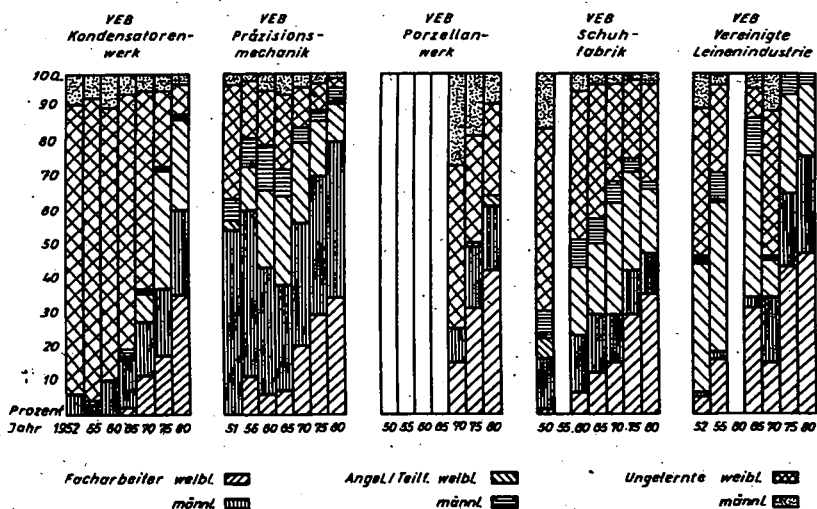 VEB Kondensatoren- werk
VEB Präzisions- mechanik
VEB Porzellan- werk
VEB Schuh- fabrik
VEB Vereinigte Leinenindustrie
100
90
80
70
60
50
40
30
20
10
Prozent
Jahr 1952 55 60 65 70 75 80
51 55 60 65 70 75 80
50 55 60 65 70 75 80
50 55 60 65 70 75 80
52 55 60 65 70 75 80
Facharbeiter weibl.
männl.
Angel./Teilf. weibl.
männl.
Ungelernte weibl.
männl.